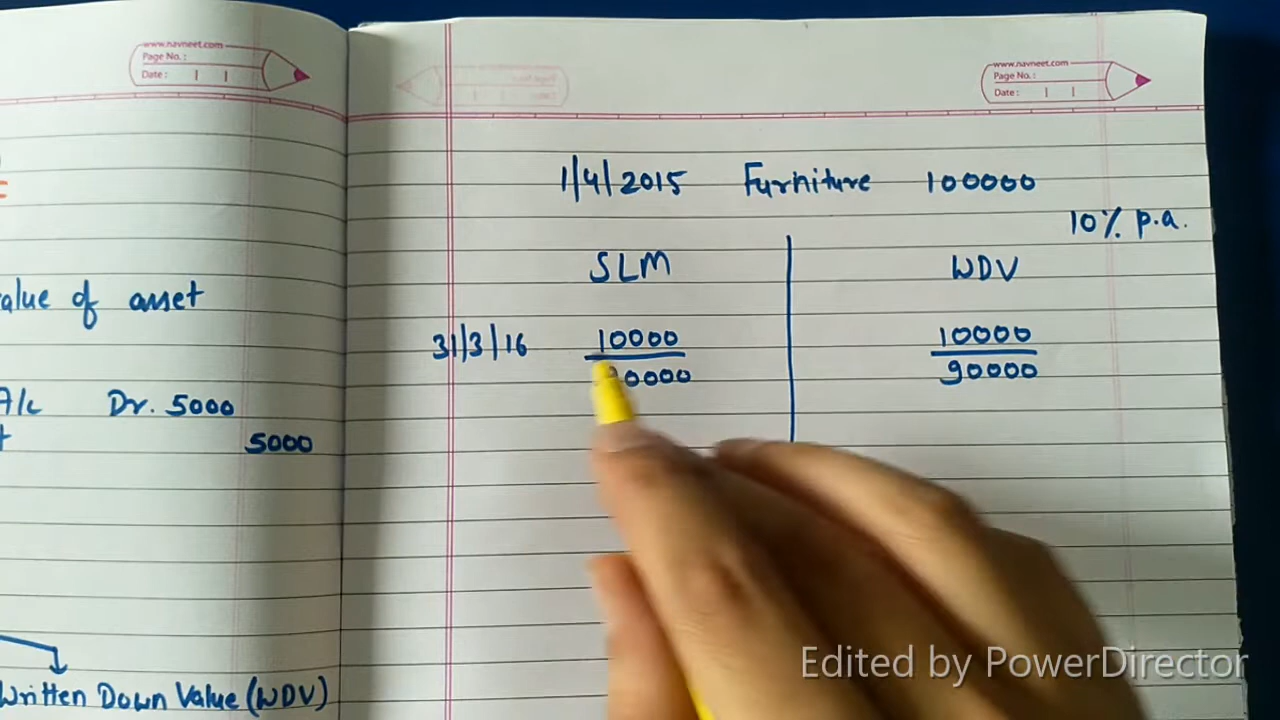 www.navneet.com
Page No. :
Date :
alue of asset
A/c Dr. 5000
5000
Written Down Value (WDV)
www.navneet.com
Page No. :
Date :
1/4/2015 Furniture 100000
10% p.a.
SLM WDV
31/3/16 10000 10000
90000 90000
Edited by PowerDirector